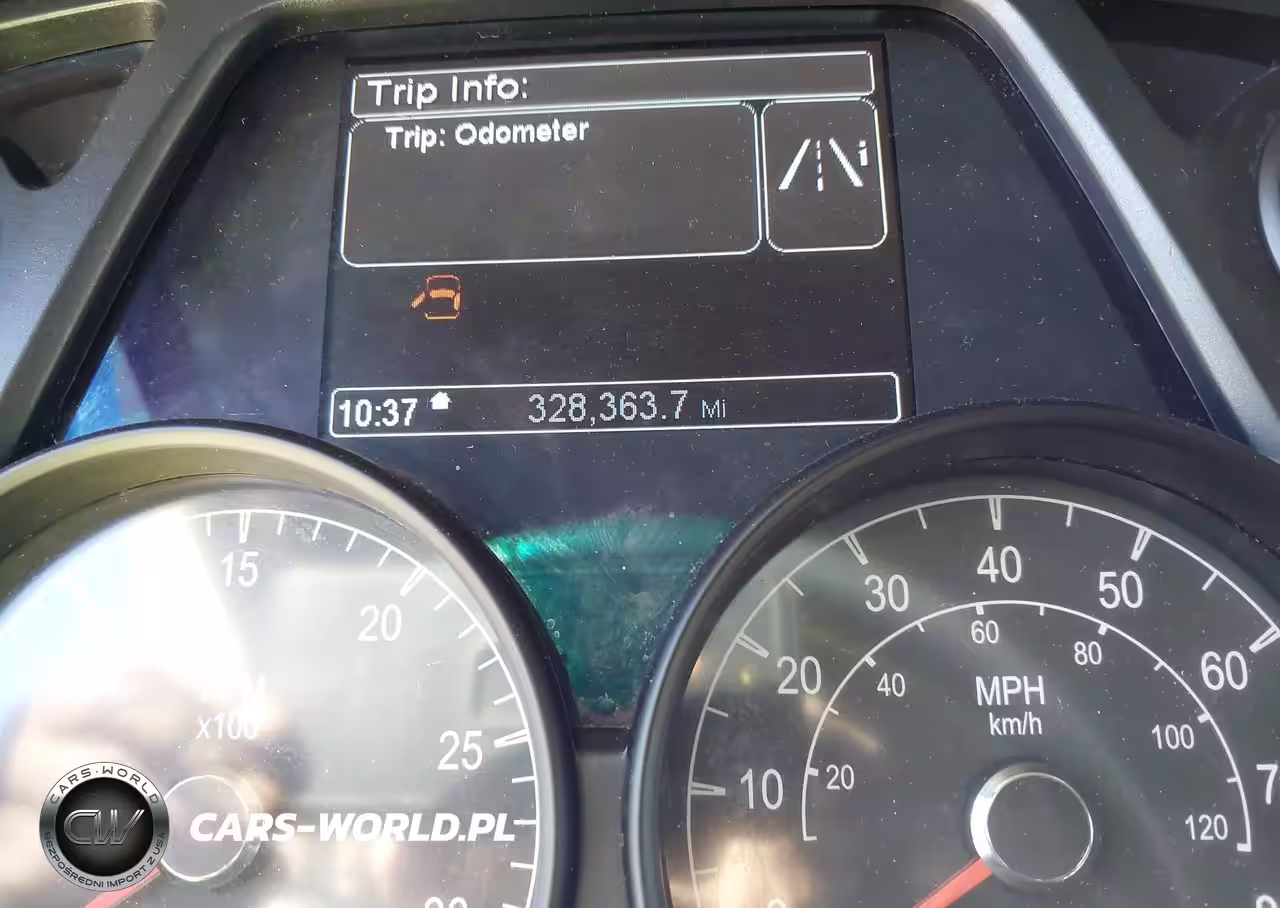 Trip Info:
Trip: Odometer
i
10:37 328,363.7 Mi
15
20
25
x100
10
20
30
40
50
60
20
40
60
80
100
120
MPH
km/h
CARS-WORLD
CW
BEZPOŚREDNI IMPORT Z USA
CARS-WORLD.PL